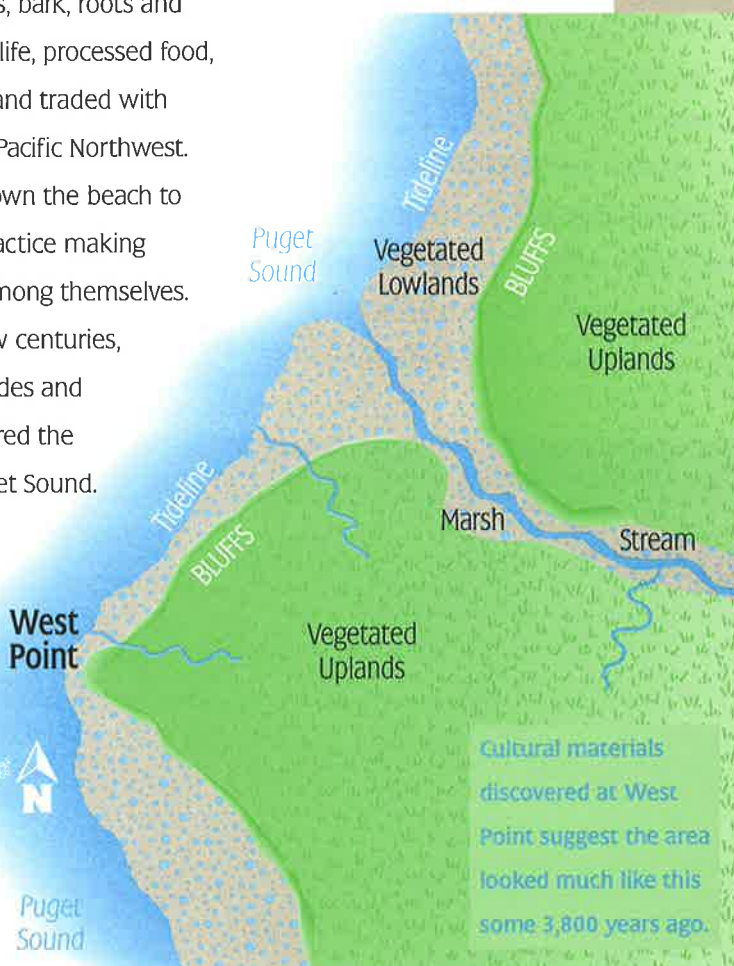 s, bark, roots and
life, processed food,
and traded with
Pacific Northwest.
own the beach to
actice making
mong themselves.
w centuries,
des and
red the
et Sound.
Tideline
Puget
Sound
Vegetated
Lowlands
BLUFFS
Vegetated
Uplands
Tideline
BLUFFS
Marsh
Stream
West
Point
Vegetated
Uplands
N
Puget
Sound
Cultural materials
discovered at West
Point suggest the area
looked much like this
some 3,800 years ago.